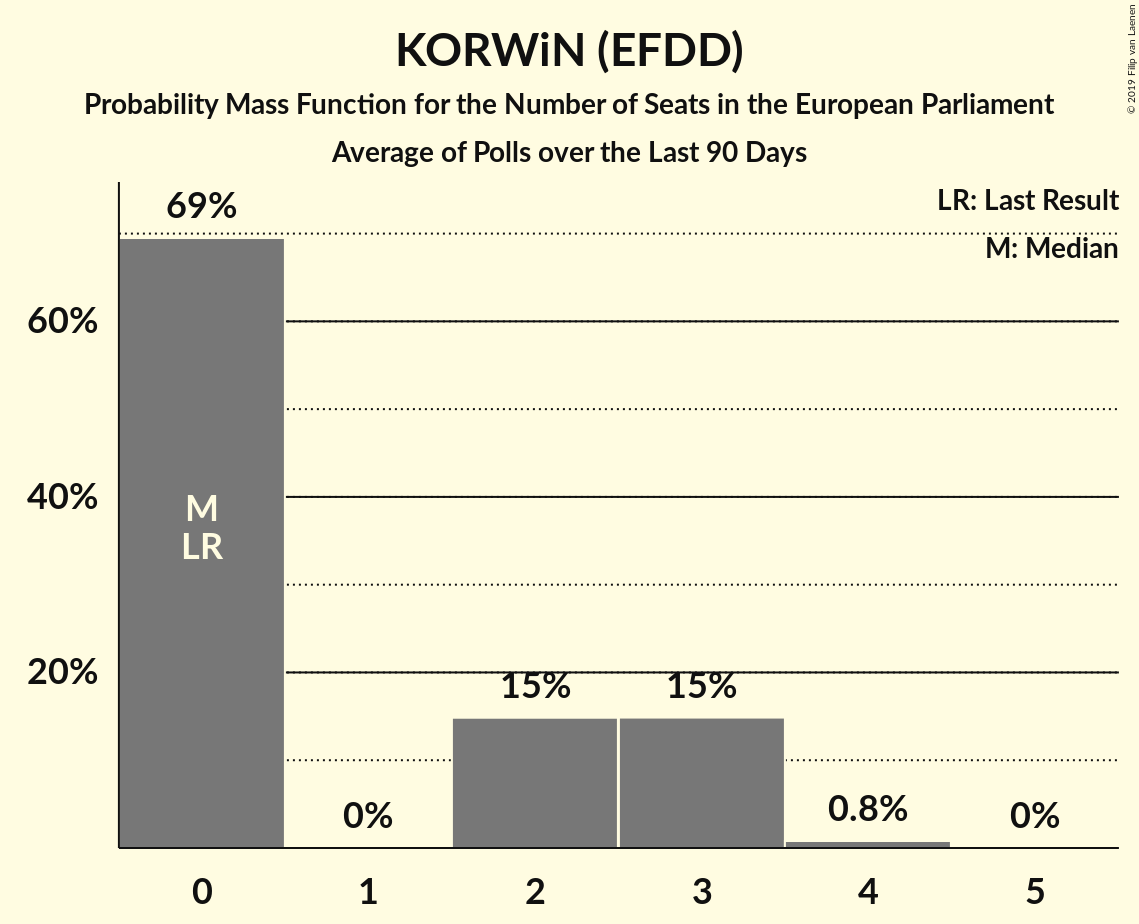 KORWiN (EFDD)
Probability Mass Function for the Number of Seats in the European Parliament
Average of Polls over the Last 90 Days
© 2019 Filip van Laenen
LR: Last Result
M: Median
69%
60%
40%
20%
M
LR
0%
15%
15%
0.8%
0%
0 1 2 3 4 5